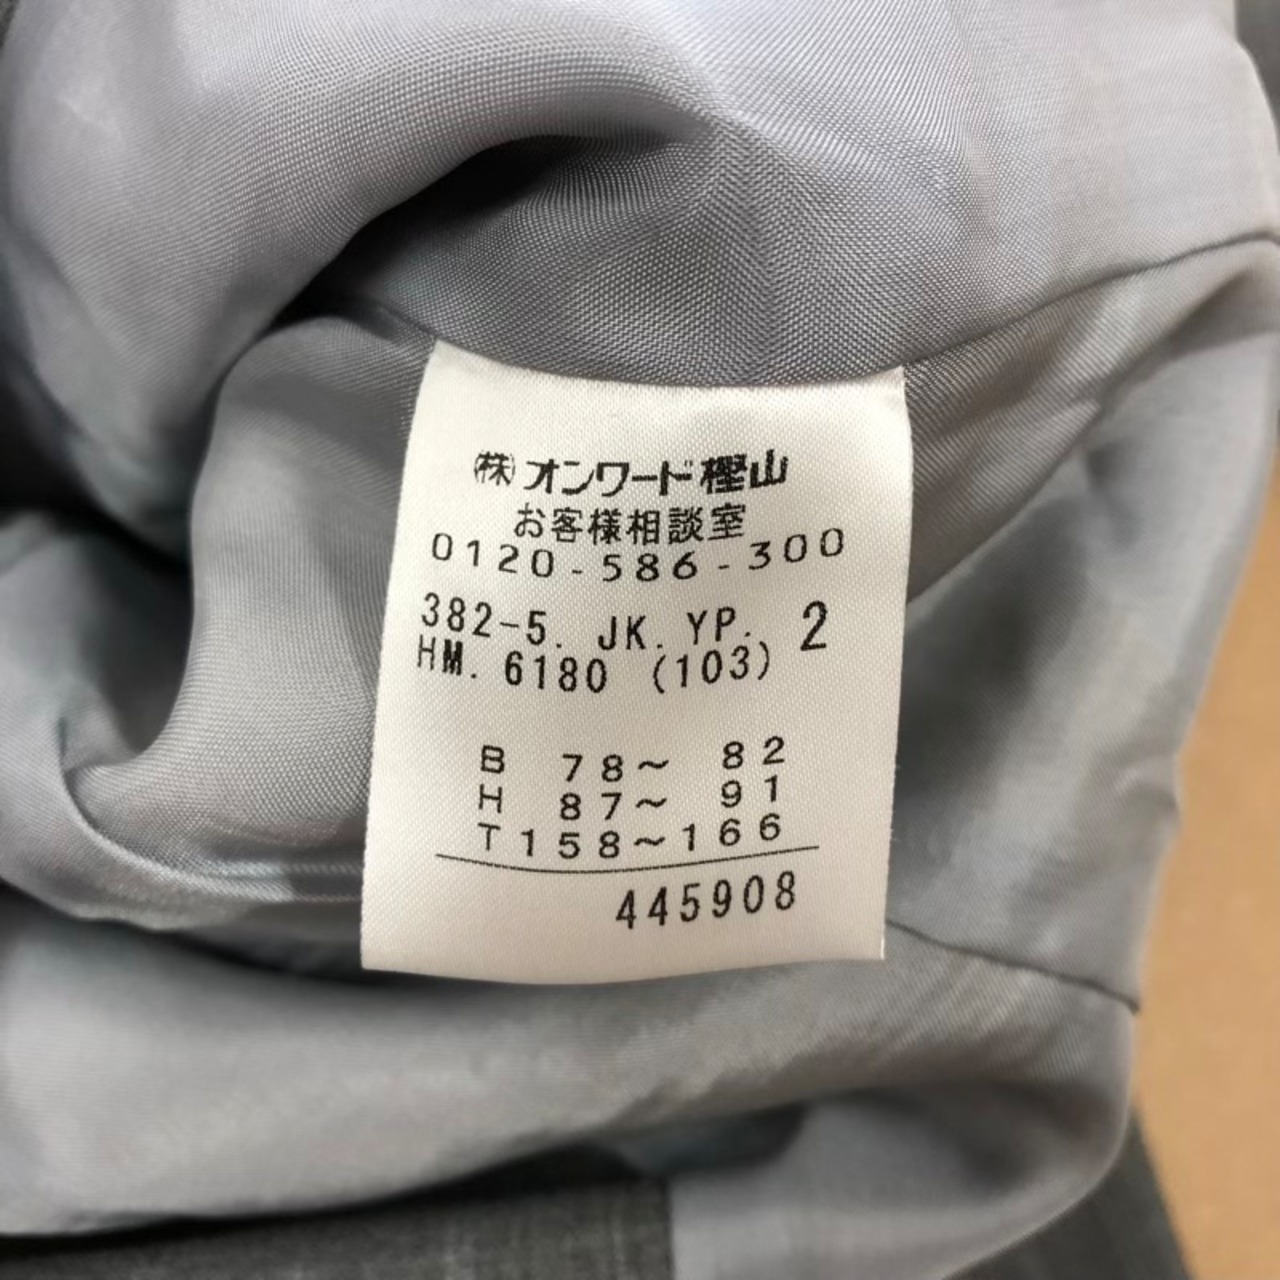 ㈱オンワード樫山
お客様相談室
0120-586-300
382-5. JK. YP. 2
HM. 6180 (103)
B 78～ 82
H 87～ 91
T158～166
445908